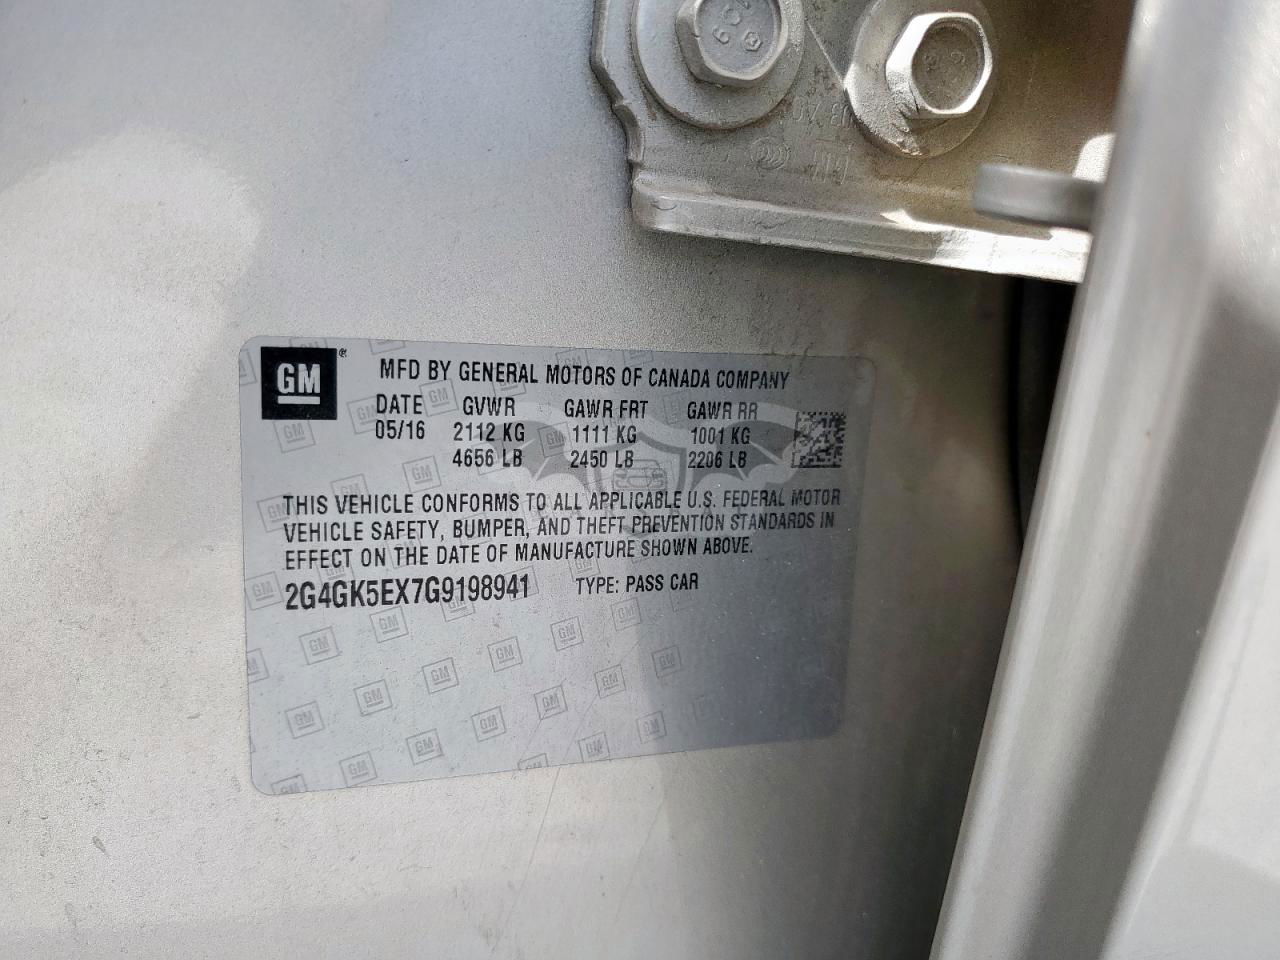 GM
MFD BY GENERAL MOTORS OF CANADA COMPANY
DATE GVWR GAWR FRT GAWR RR
05/16 2112 KG 1111 KG 1001 KG
4656 LB 2450 LB 2206 LB
THIS VEHICLE CONFORMS TO ALL APPLICABLE U.S. FEDERAL MOTOR
VEHICLE SAFETY, BUMPER, AND THEFT PREVENTION STANDARDS IN
EFFECT ON THE DATE OF MANUFACTURE SHOWN ABOVE.
2G4GK5EX7G9198941 TYPE: PASS CAR